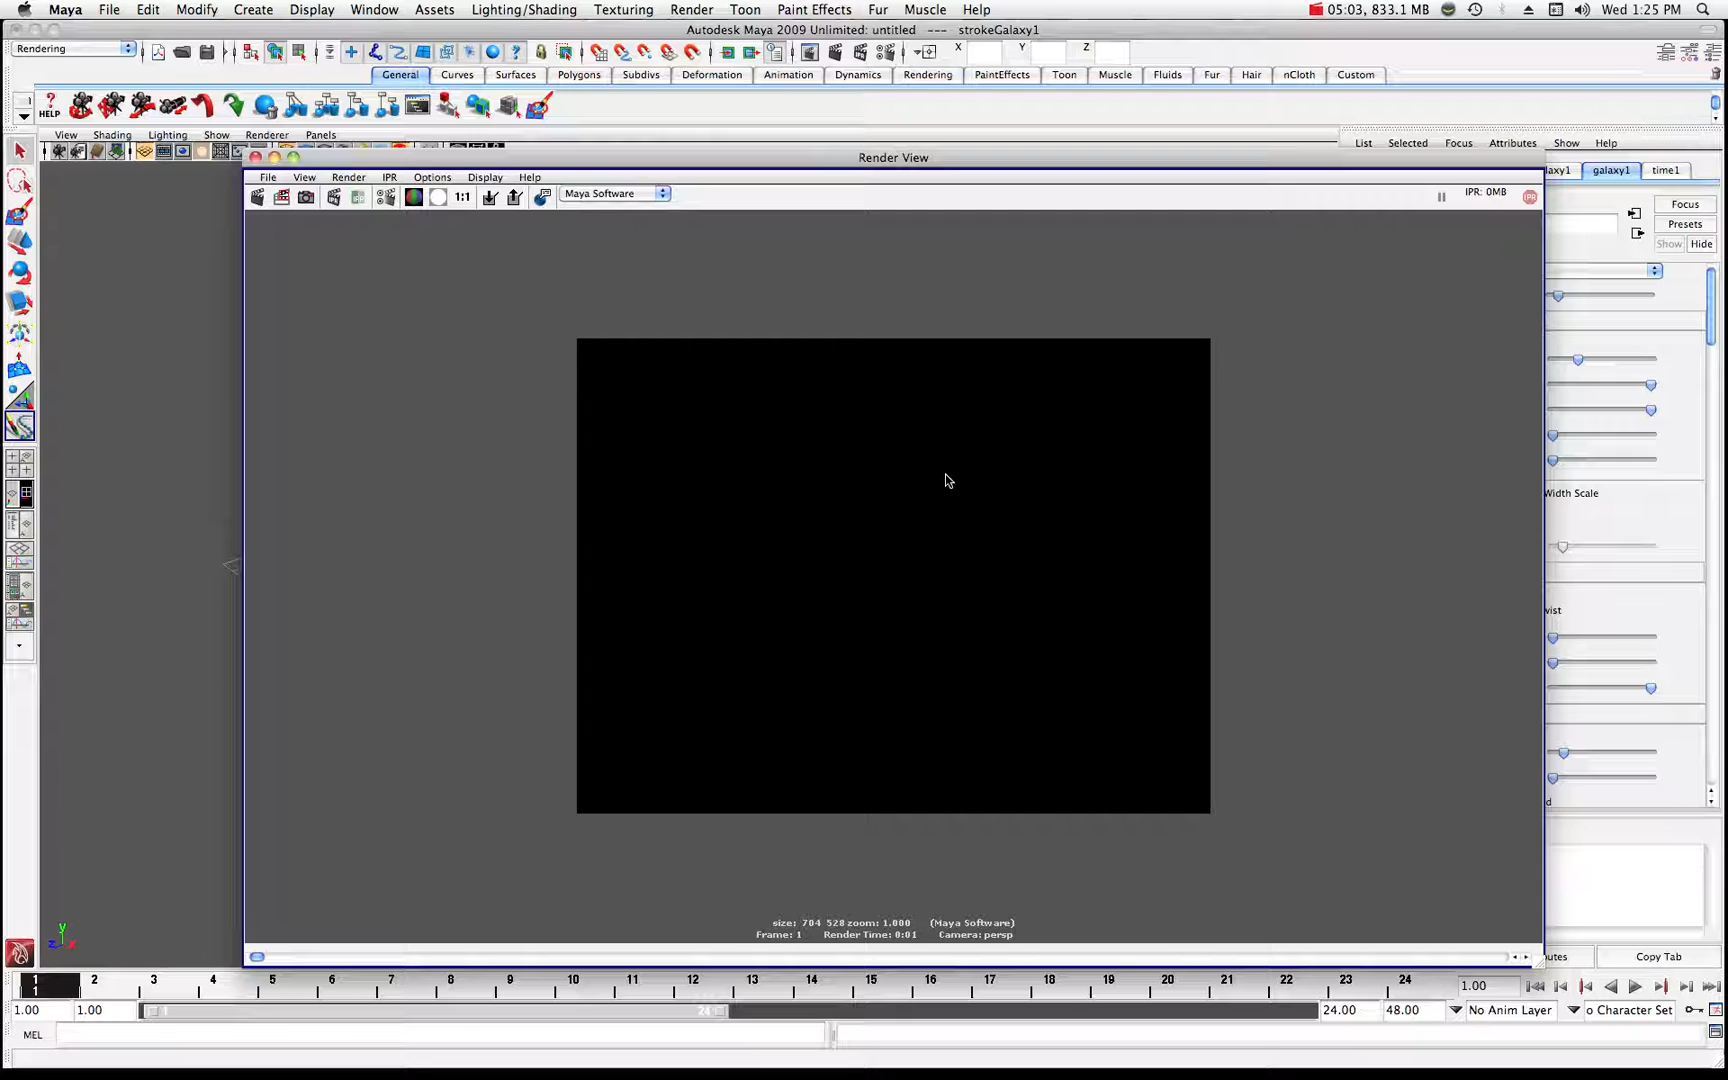 Maya File Edit Modify Create Display Window Assets Lighting/Shading Texturing Render Toon Paint Effects Fur Muscle Help 05:03, 833.1 MB Wed 1:25 PM
Autodesk Maya 2009 Unlimited: untitled --- strokeGalaxy1
Rendering X Y Z
General Curves Surfaces Polygons Subdivs Deformation Animation Dynamics Rendering PaintEffects Toon Muscle Fluids Fur Hair nCloth Custom
HELP
View Shading Lighting Show Renderer Panels
List Selected Focus Attributes Show Help
Render View
laxy1 galaxy1 time1
File View Render IPR Options Display Help
1:1 Maya Software IPR: 0MB
Focus
Presets
Show Hide
Width Scale
wist
d
size: 704 528 zoom: 1.000 (Maya Software)
Frame: 1 Render Time: 0:01 Camera: persp
y
z x
utes Copy Tab
1 2 3 4 5 6 7 8 9 10 11 12 13 14 15 16 17 18 19 20 21 22 23 24 1.00
1
1.00 1.00 1 24 24.00 48.00 No Anim Layer o Character Set
MEL